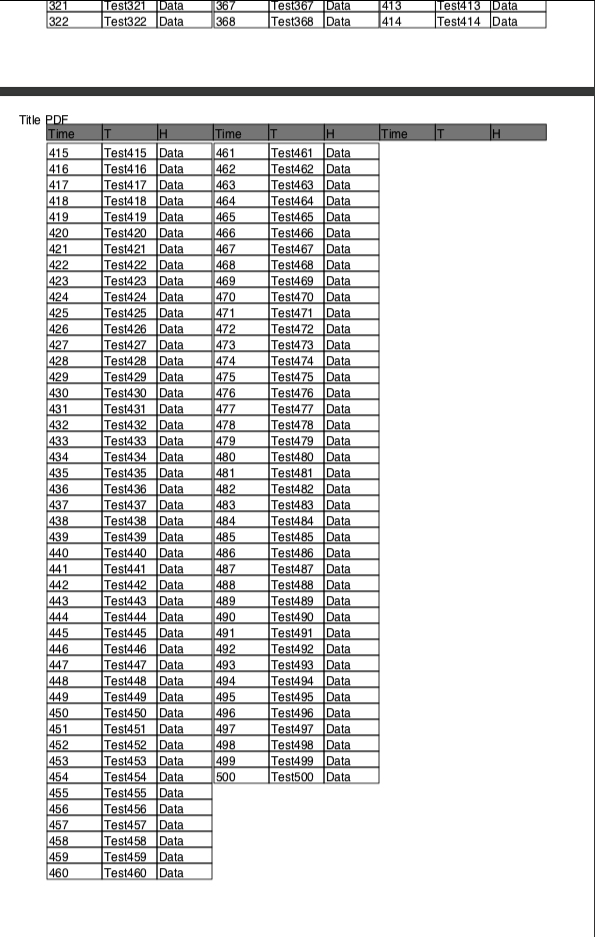 321 Test321 Data 367 Test367 Data 413 Test413 Data
322 Test322 Data 368 Test368 Data 414 Test414 Data
Title PDF
Time T H Time T H Time T H
415 Test415 Data 461 Test461 Data
416 Test416 Data 462 Test462 Data
417 Test417 Data 463 Test463 Data
418 Test418 Data 464 Test464 Data
419 Test419 Data 465 Test465 Data
420 Test420 Data 466 Test466 Data
421 Test421 Data 467 Test467 Data
422 Test422 Data 468 Test468 Data
423 Test423 Data 469 Test469 Data
424 Test424 Data 470 Test470 Data
425 Test425 Data 471 Test471 Data
426 Test426 Data 472 Test472 Data
427 Test427 Data 473 Test473 Data
428 Test428 Data 474 Test474 Data
429 Test429 Data 475 Test475 Data
430 Test430 Data 476 Test476 Data
431 Test431 Data 477 Test477 Data
432 Test432 Data 478 Test478 Data
433 Test433 Data 479 Test479 Data
434 Test434 Data 480 Test480 Data
435 Test435 Data 481 Test481 Data
436 Test436 Data 482 Test482 Data
437 Test437 Data 483 Test483 Data
438 Test438 Data 484 Test484 Data
439 Test439 Data 485 Test485 Data
440 Test440 Data 486 Test486 Data
441 Test441 Data 487 Test487 Data
442 Test442 Data 488 Test488 Data
443 Test443 Data 489 Test489 Data
444 Test444 Data 490 Test490 Data
445 Test445 Data 491 Test491 Data
446 Test446 Data 492 Test492 Data
447 Test447 Data 493 Test493 Data
448 Test448 Data 494 Test494 Data
449 Test449 Data 495 Test495 Data
450 Test450 Data 496 Test496 Data
451 Test451 Data 497 Test497 Data
452 Test452 Data 498 Test498 Data
453 Test453 Data 499 Test499 Data
454 Test454 Data 500 Test500 Data
455 Test455 Data
456 Test456 Data
457 Test457 Data
458 Test458 Data
459 Test459 Data
460 Test460 Data